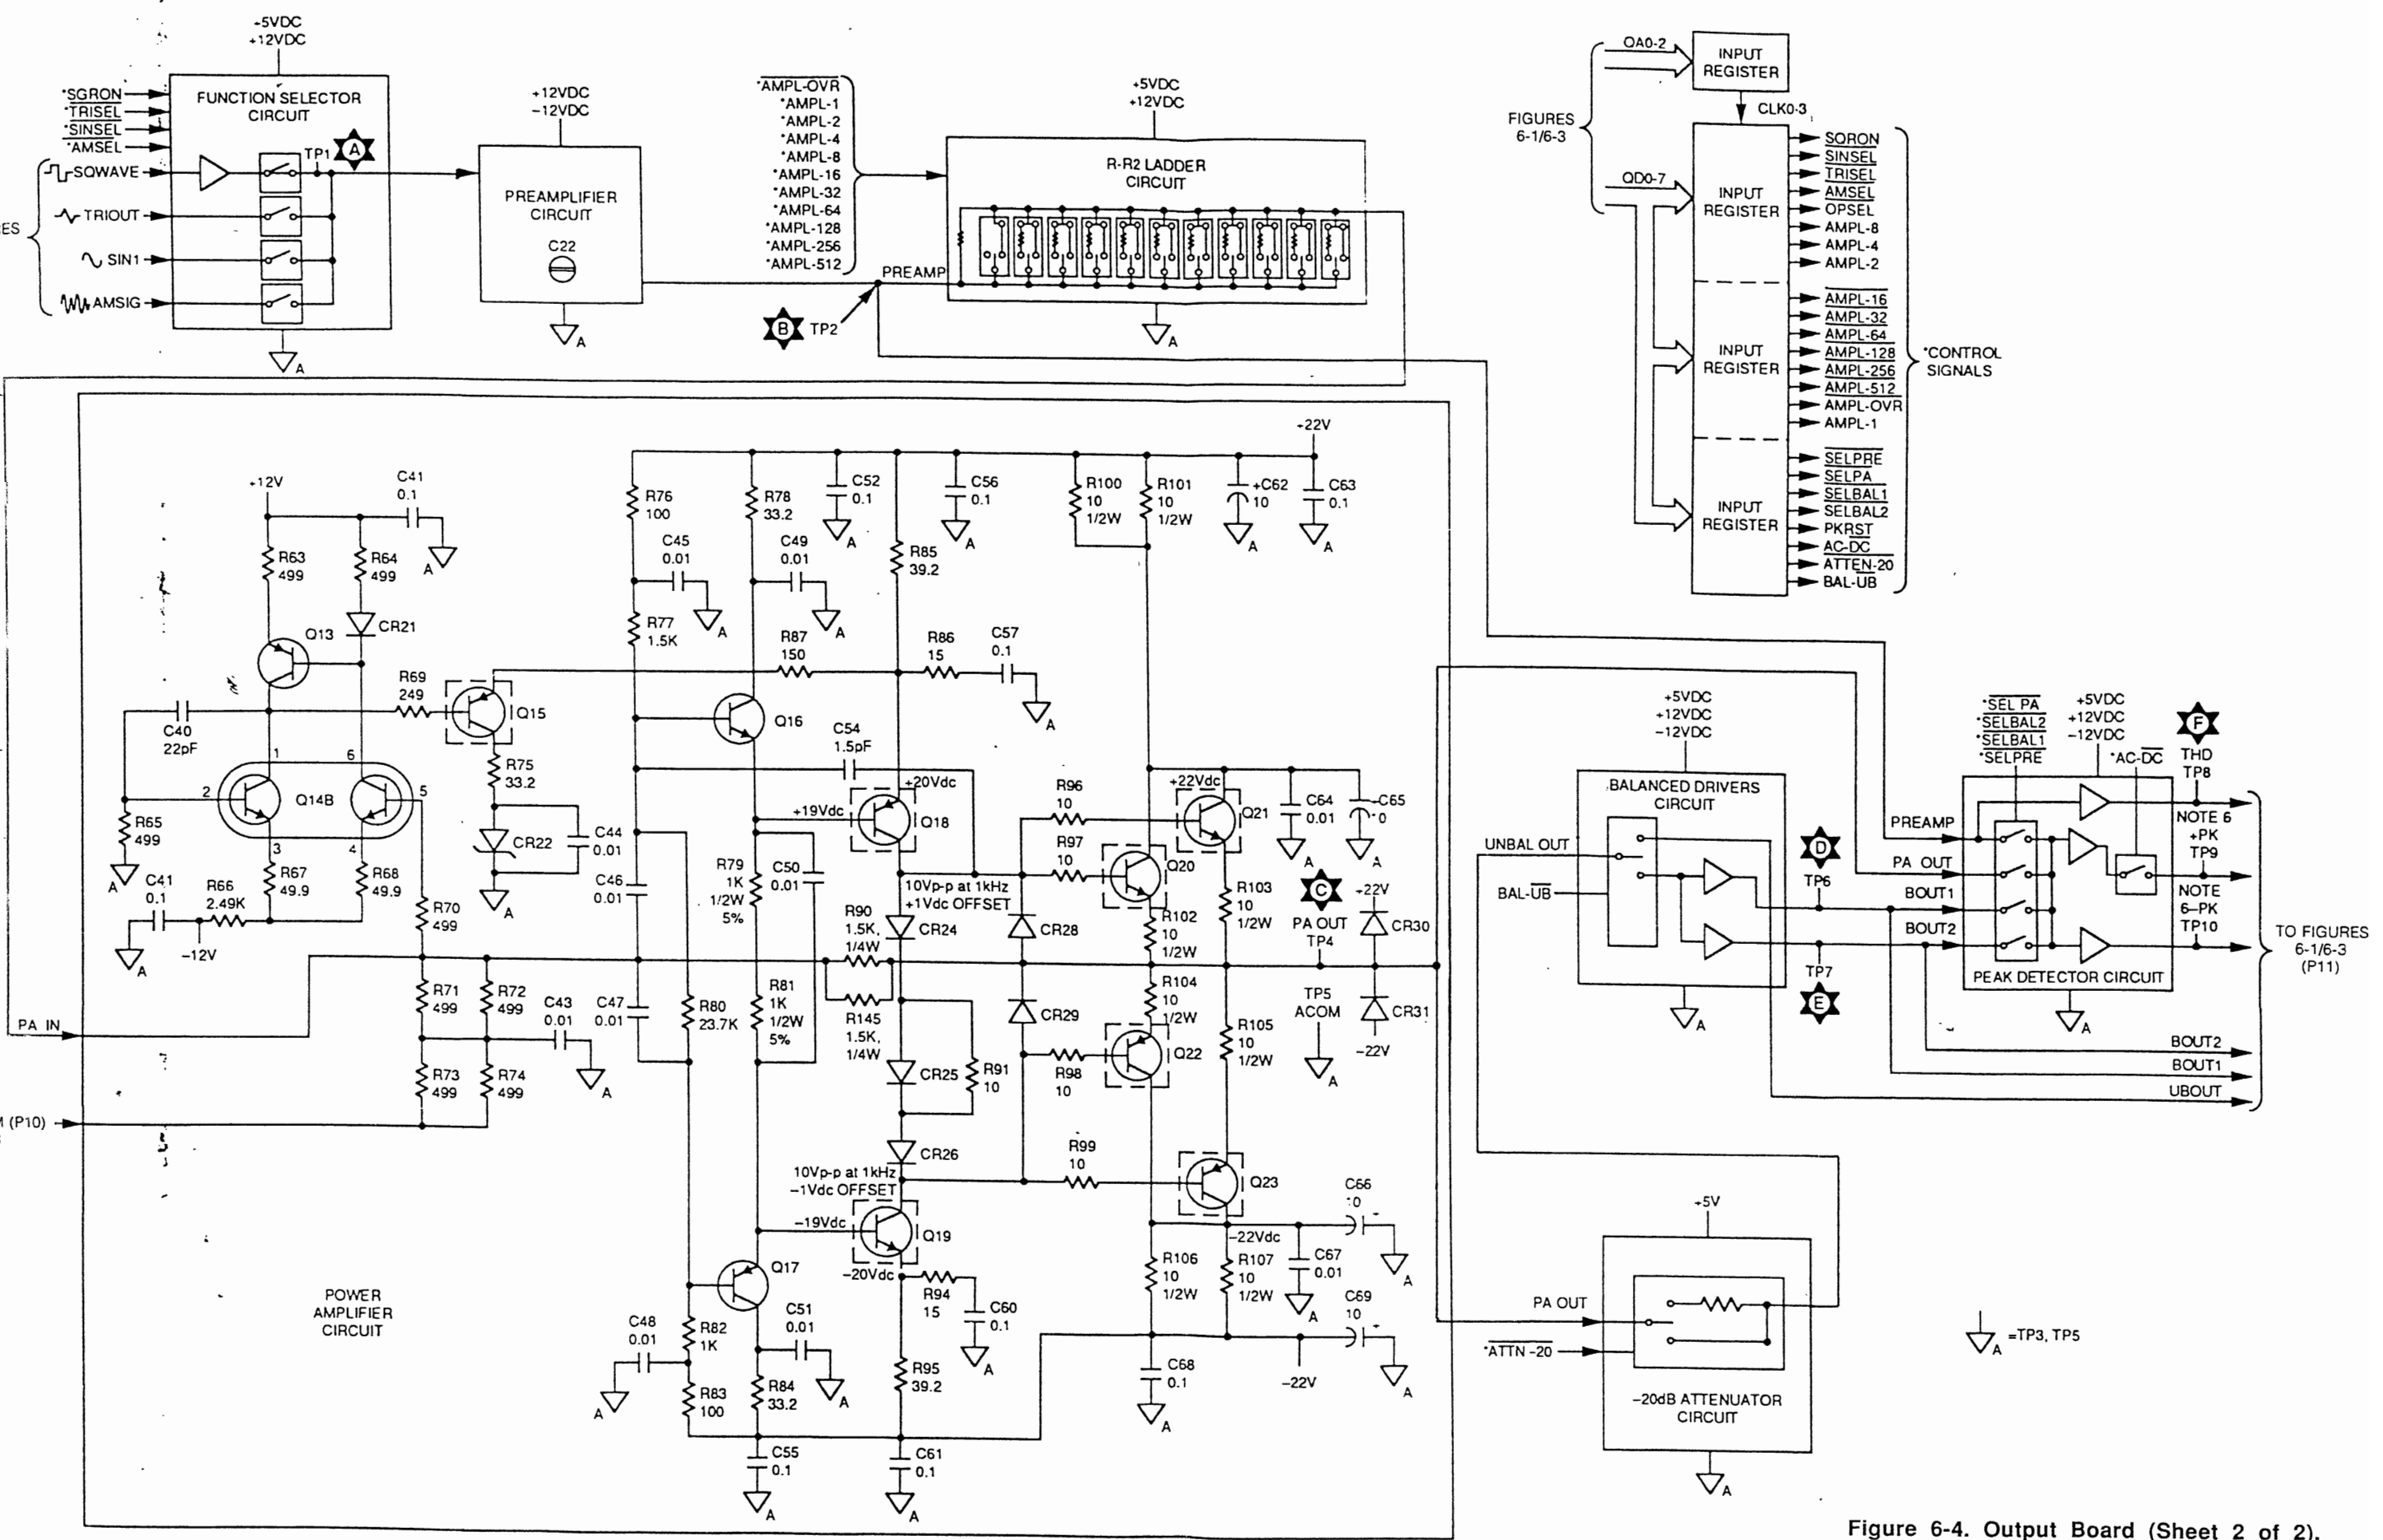 -5VDC
+12VDC
*SGRON
*TRISEL
*SINSEL
*AMSEL
SQWAVE
TRIOUT
SIN1
AMSIG
FUNCTION SELECTOR
CIRCUIT
TP1
A
A
+12VDC
−12VDC
PREAMPLIFIER
CIRCUIT
C22
A
*AMPL-OVR
*AMPL-1
*AMPL-2
*AMPL-4
*AMPL-8
*AMPL-16
*AMPL-32
*AMPL-64
*AMPL-128
*AMPL-256
*AMPL-512
PREAMP
B TP2
+5VDC
+12VDC
R-R2 LADDER
CIRCUIT
A
FIGURES
6-1/6-3
QA0-2
INPUT
REGISTER
CLK0-3
QD0-7
INPUT
REGISTER
INPUT
REGISTER
INPUT
REGISTER
SQRON
SINSEL
TRISEL
AMSEL
OPSEL
AMPL-8
AMPL-4
AMPL-2
AMPL-16
AMPL-32
AMPL-64
AMPL-128
AMPL-256
AMPL-512
AMPL-OVR
AMPL-1
SELPRE
SELPA
SELBAL1
SELBAL2
PKRST
AC-DC
ATTEN-20
BAL-UB
*CONTROL
SIGNALS
ES
PA IN
(P10)
+12V
C41
0.1
A
R63
499
R64
499
Q13
CR21
C40
22pF
R69
249
Q15
1
6
2
5
Q14B
3
4
R65
499
A
R67
49.9
R68
49.9
C41
0.1
R66
2.49K
−12V
A
R75
33.2
CR22
C44
0.01
A
R70
499
R71
499
R72
499
C43
0.01
A
R73
499
R74
499
POWER
AMPLIFIER
CIRCUIT
-22V
R76
100
R78
33.2
C52
0.1
A
C56
0.1
A
R100
10
1/2W
R101
10
1/2W
+C62
10
A
C63
0.1
A
C45
0.01
A
C49
0.01
A
R85
39.2
R77
1.5K
R87
150
R86
15
C57
0.1
A
Q16
C54
1.5pF
+20Vdc
+19Vdc
Q18
R79
1K
1/2W
5%
C50
0.01
C46
0.01
10Vp-p at 1kHz
+1Vdc OFFSET
R90
1.5K,
1/4W
CR24
R96
10
R97
10
+22Vdc
Q21
Q20
C64
0.01
A
C65
A
R103
10
1/2W
C
PA OUT
TP4
+22V
CR30
R102
10
1/2W
CR28
C47
0.01
R80
23.7K
R81
1K
1/2W
5%
R145
1.5K,
1/4W
CR25
R91
10
CR29
R104
10
1/2W
R105
10
1/2W
TP5
ACOM
A
CR31
−22V
R98
10
Q22
CR26
10Vp-p at 1kHz
−1Vdc OFFSET
R99
10
Q23
−19Vdc
Q19
−20Vdc
Q17
R94
15
C60
0.1
A
−22Vdc
R106
10
1/2W
R107
10
1/2W
C66
A
C67
0.01
A
C69
10
A
−22V
C68
0.1
A
C48
0.01
A
R82
1K
C51
0.01
A
R83
100
R84
33.2
R95
39.2
C55
0.1
A
C61
0.1
A
+5VDC
+12VDC
−12VDC
BALANCED DRIVERS
CIRCUIT
UNBAL OUT
BAL-UB
A
D
TP6
TP7
E
*SEL PA
*SELBAL2
*SELBAL1
*SELPRE
+5VDC
+12VDC
−12VDC
*AC-DC
F
THD
TP8
PREAMP
PA OUT
BOUT1
BOUT2
PEAK DETECTOR CIRCUIT
A
NOTE 6
+PK
TP9
NOTE
6–PK
TP10
TO FIGURES
6-1/6-3
(P11)
BOUT2
BOUT1
UBOUT
+5V
PA OUT
*ATTN -20
−20dB ATTENUATOR
CIRCUIT
A
A =TP3, TP5
Figure 6-4. Output Board (Sheet 2 of 2).